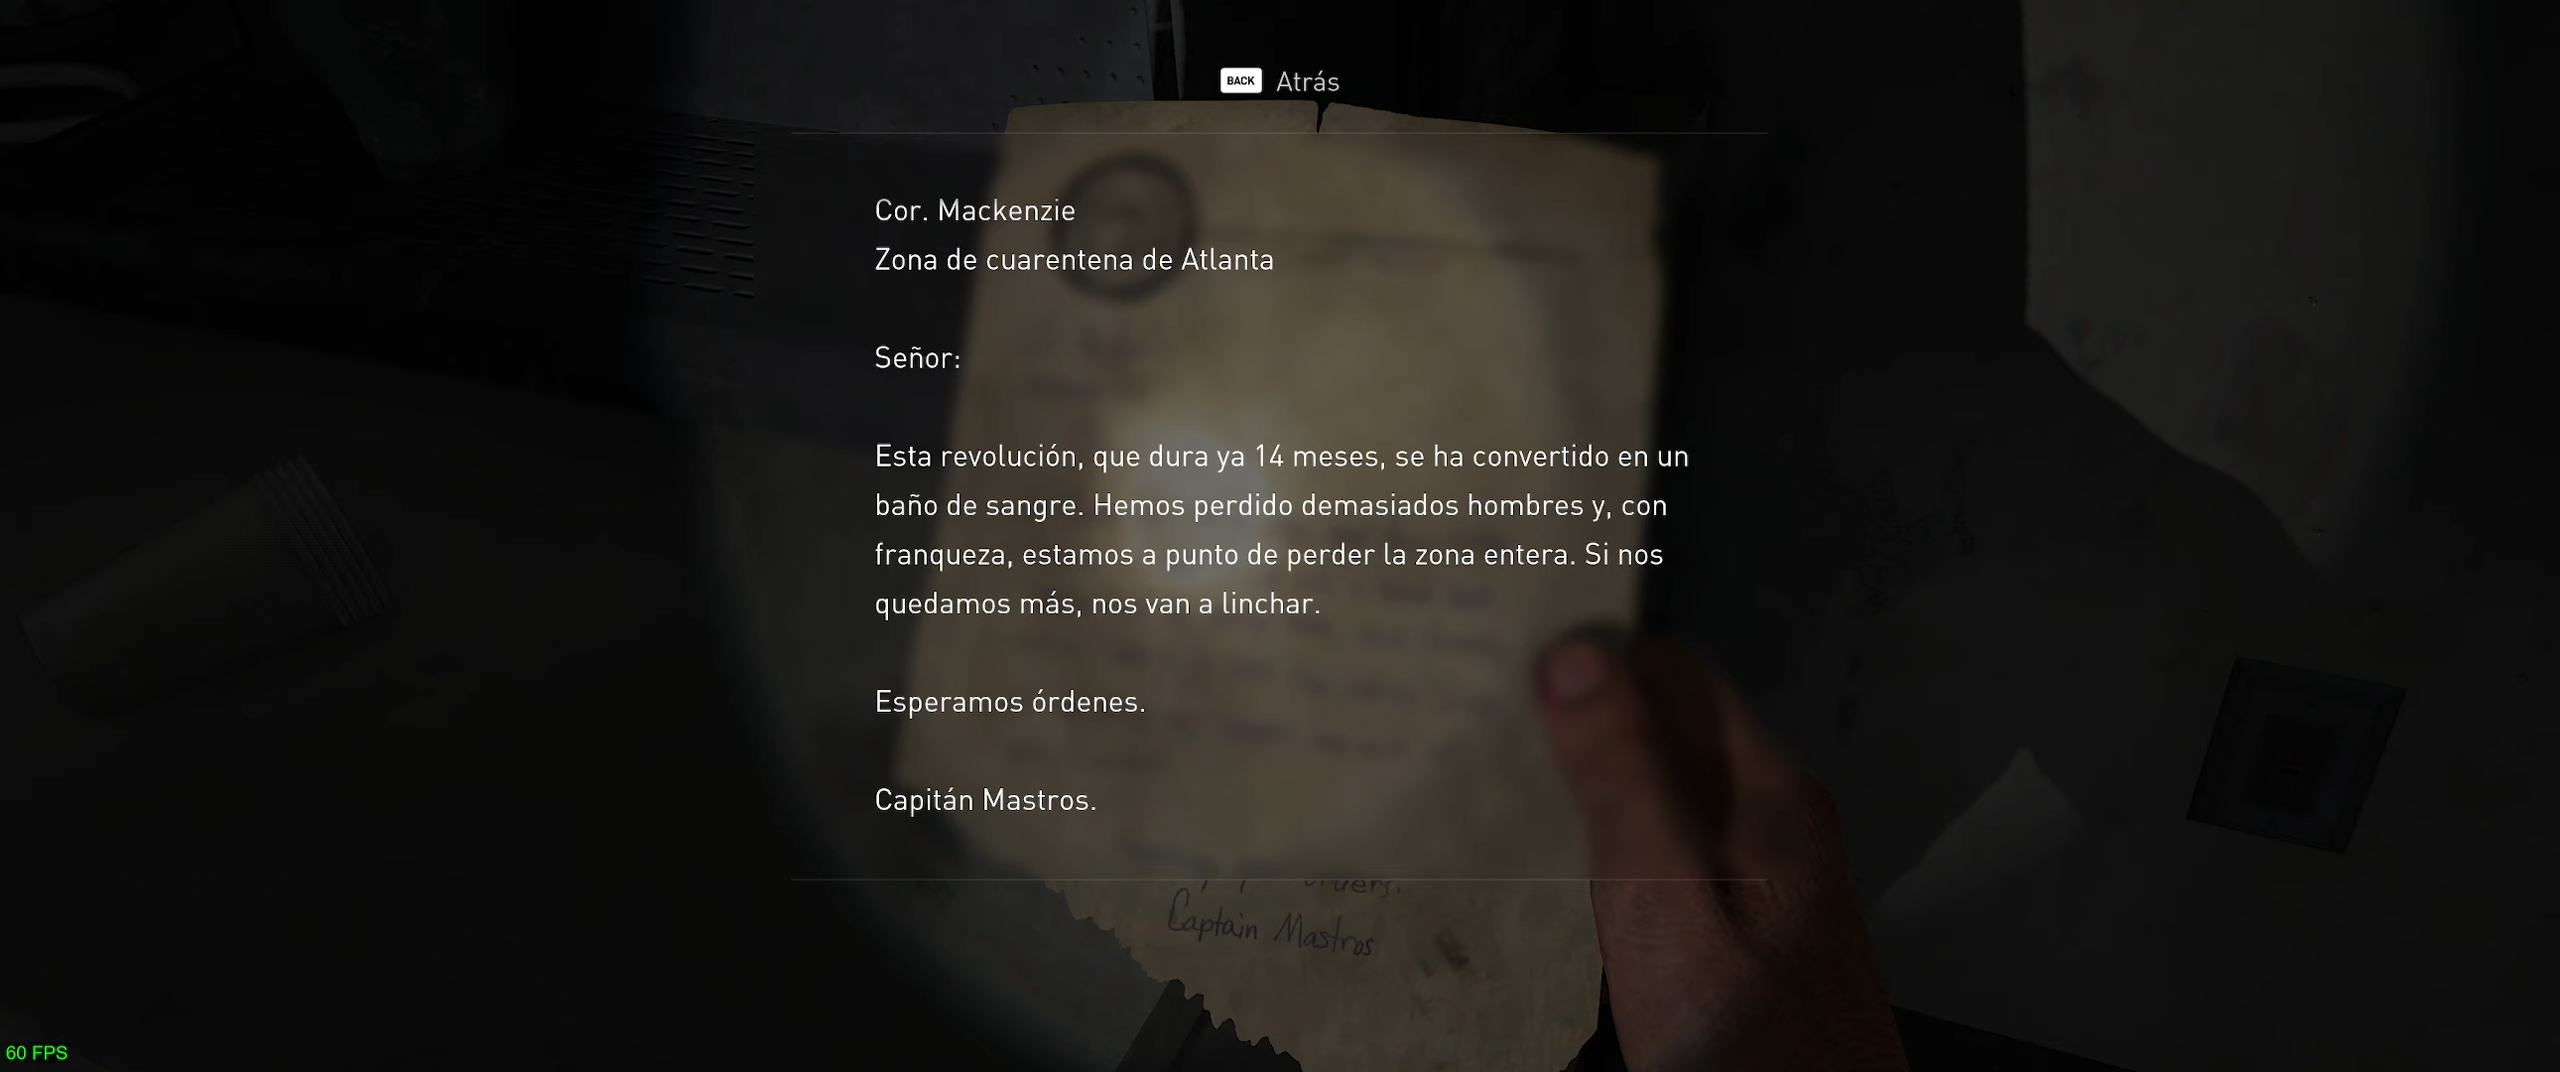 BACK Atrás
Cor. Mackenzie
Zona de cuarentena de Atlanta
Señor:
Esta revolución, que dura ya 14 meses, se ha convertido en un
baño de sangre. Hemos perdido demasiados hombres y, con
franqueza, estamos a punto de perder la zona entera. Si nos
quedamos más, nos van a linchar.
Esperamos órdenes.
Capitán Mastros.
orders.
Captain Mastros
60 FPS